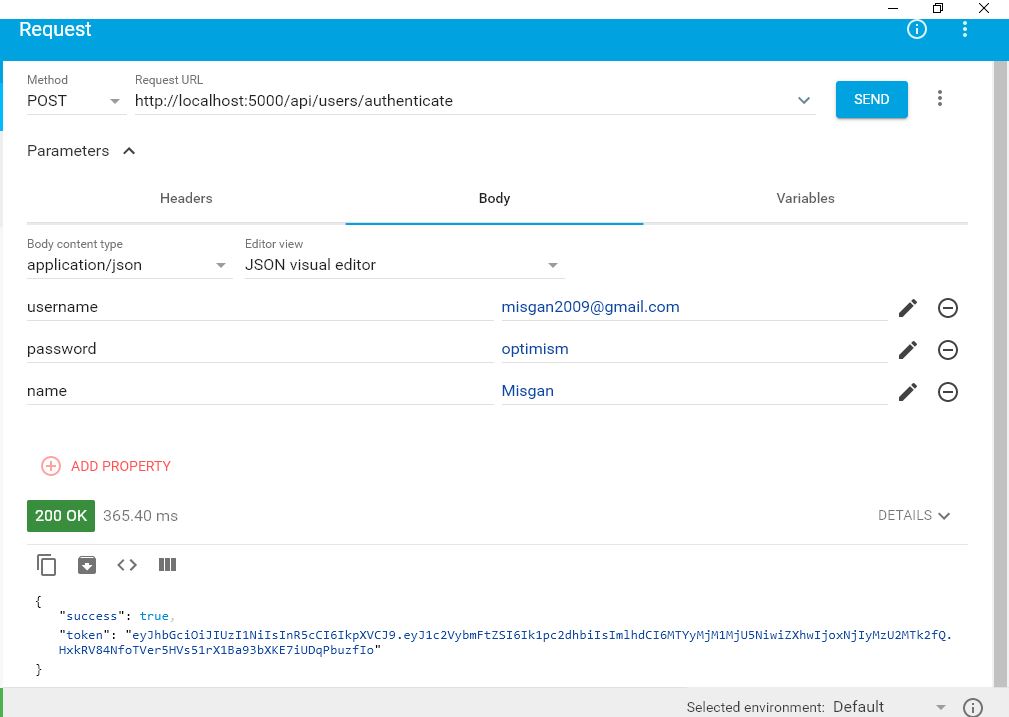 Request
Method
Request URL
POST
http://localhost:5000/api/users/authenticate
SEND
Parameters
Headers
Body
Variables
Body content type
Editor view
application/json
JSON visual editor
username
misgan2009@gmail.com
password
optimism
name
Misgan
ADD PROPERTY
200 OK
365.40 ms
DETAILS
{
"success": true,
"token": "eyJhbGciOiJIUzI1NiIsInR5cCI6IkpXVCJ9.eyJ1c2VybmFtZSI6Ik1pc2dhbiIsImlhdCI6MTYyMjM1MjU5NiwiZXhwIjoxNjIyMzU2MTk2fQ.
HxkRV84NfoTVer5HVs51rX1Ba93bXKE7iUDqPbuzfIo"
}
Selected environment: Default